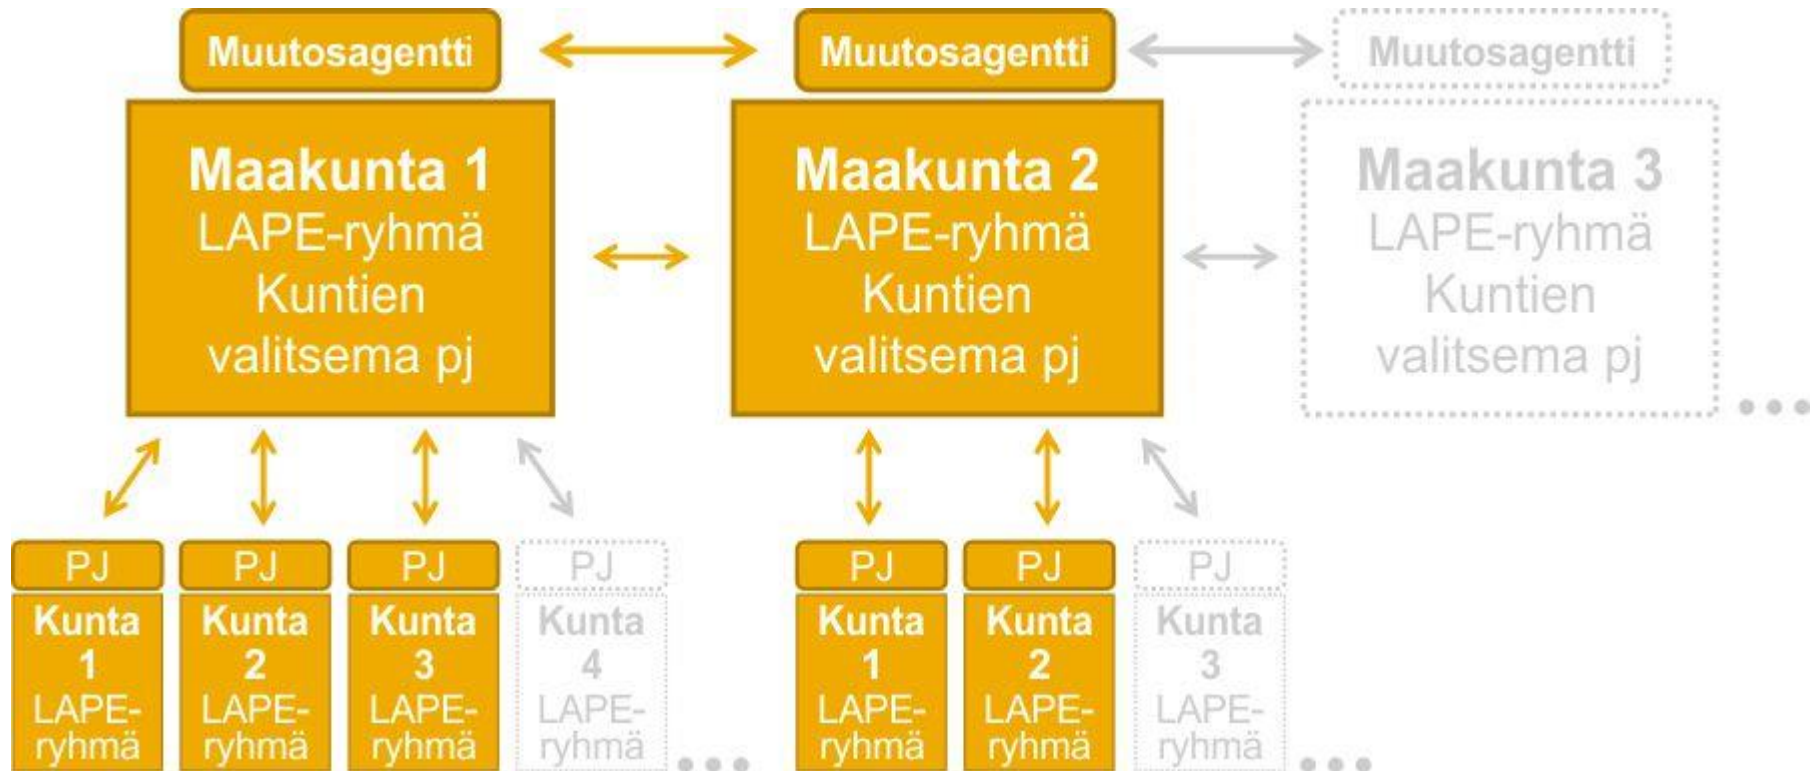 Muutosagentti
Maakunta 1
LAPE-ryhmä
Kuntien
valitsema pj
Muutosagentti
Maakunta 2
LAPE-ryhmä
Kuntien
valitsema pj
Muutosagentti
Maakunta 3
LAPE-ryhmä
Kuntien
valitsema pj
...
PJ
Kunta
1
LAPE-
ryhmä
PJ
Kunta
2
LAPE-
ryhmä
PJ
Kunta
3
LAPE-
ryhmä
PJ
Kunta
4
LAPE-
ryhmä
...
PJ
Kunta
1
LAPE-
ryhmä
PJ
Kunta
2
LAPE-
ryhmä
PJ
Kunta
3
LAPE-
ryhmä
...